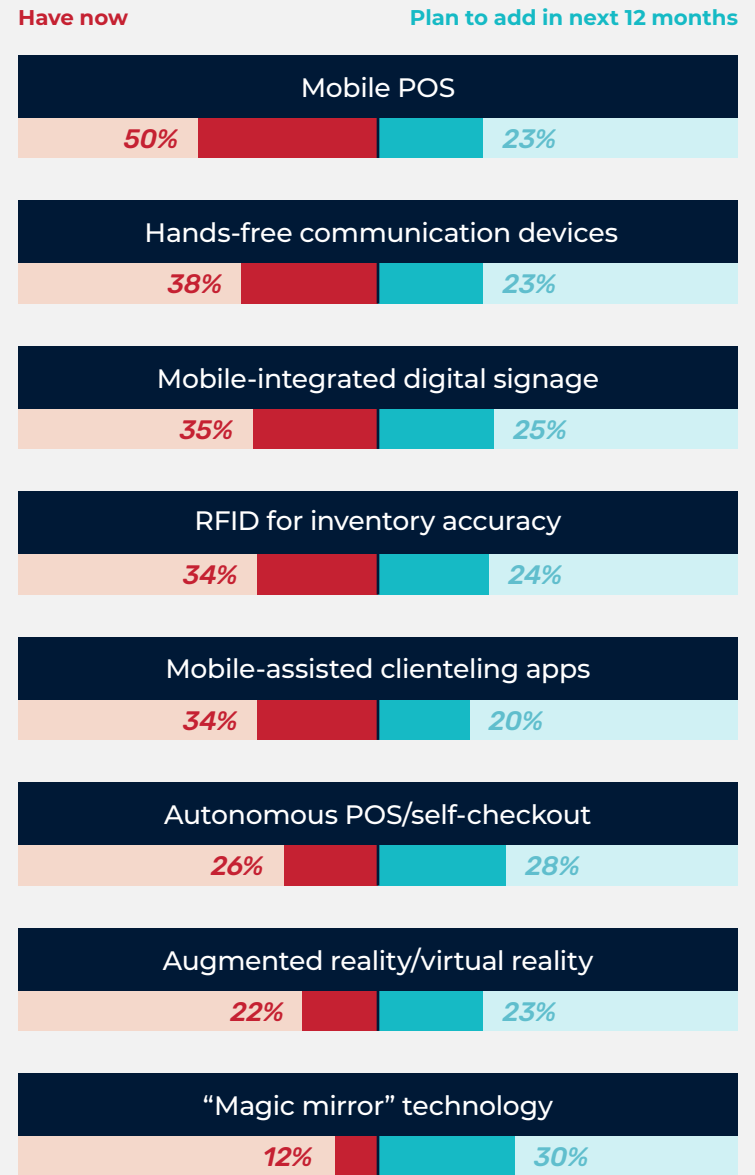 Have now Plan to add in next 12 months
Mobile POS
50% 23%
Hands-free communication devices
38% 23%
Mobile-integrated digital signage
35% 25%
RFID for inventory accuracy
34% 24%
Mobile-assisted clienteling apps
34% 20%
Autonomous POS/self-checkout
26% 28%
Augmented reality/virtual reality
22% 23%
“Magic mirror” technology
12% 30%